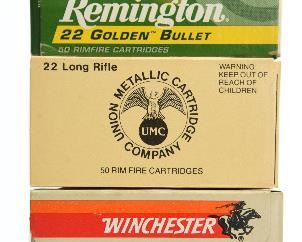 Remington
22 GOLDEN™ BULLET
50 RIMFIRE CARTRIDGES
22 Long Rifle
WARNING:
KEEP OUT OF
REACH OF
CHILDREN
UNION METALLIC CARTRIDGE
UMC
COMPANY
50 RIM FIRE CARTRIDGES
WINCHESTER